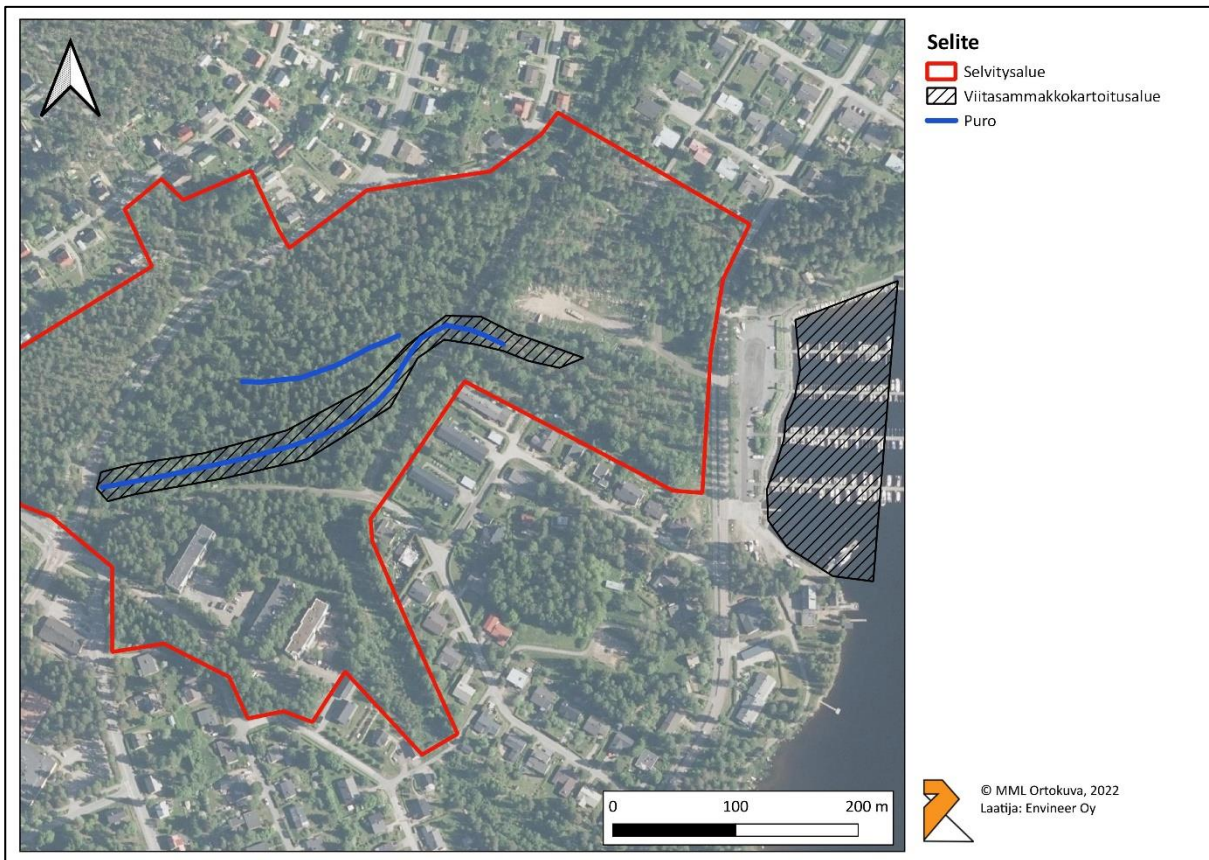 Selite
Selvitysalue
Viitasammakkokartoitusalue
Puro
0 100 200 m
© MML Ortokuva, 2022
Laatija: Envineer Oy